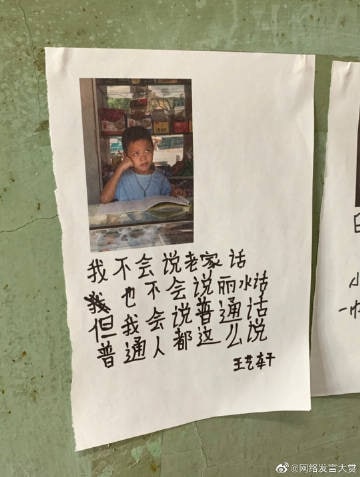 我不会说老家话
我也不会说丽水话
但我会说普通话
普通人都这么说
王艺轩
小
一
@网络发言大赏